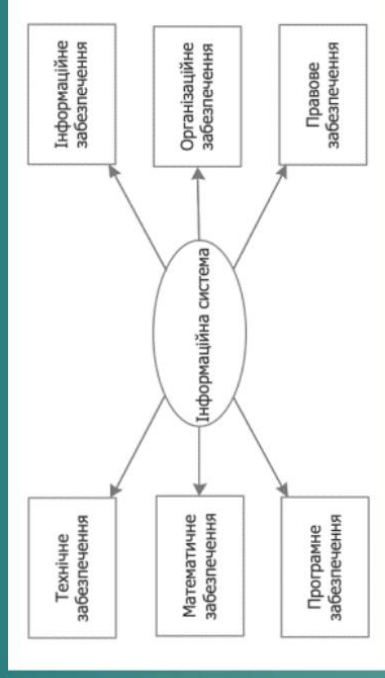 Технічне
забезпечення
Інформаційне
забезпечення
Математичне
забезпечення
Інформаційна система
Організаційне
забезпечення
Програмне
забезпечення
Правове
забезпечення